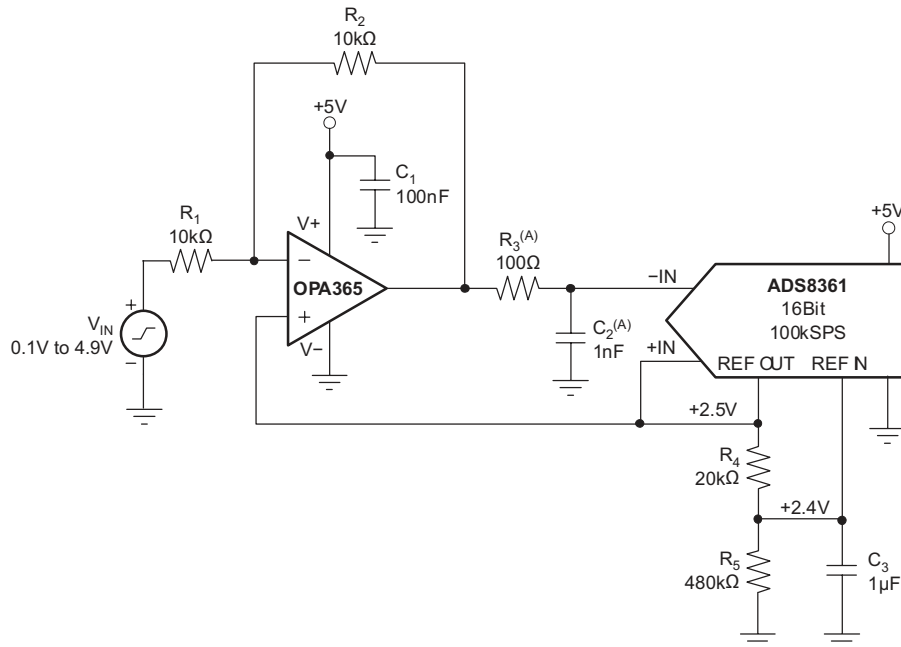 R2
10kΩ
+5V
C1
100nF
R1
10kΩ
V+
R3(A)
100Ω
+5V
−
OPA365
−IN
ADS8361
16Bit
100kSPS
+
+
VIN
0.1V to 4.9V
−
V−
C2(A)
1nF
+IN
REF OUT REF IN
+2.5V
R4
20kΩ
+2.4V
R5
480kΩ
C3
1µF